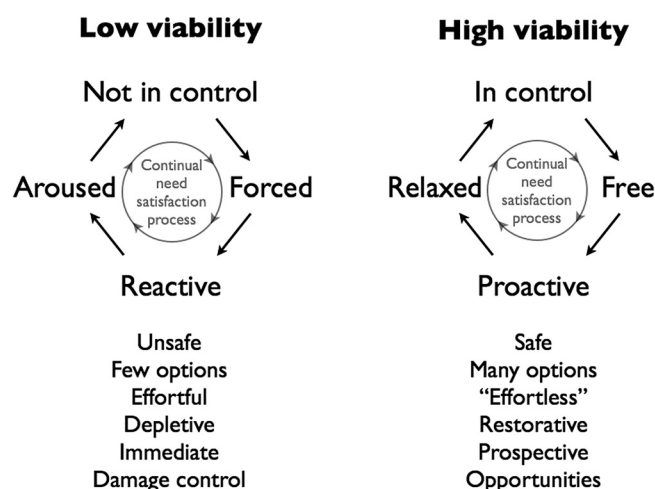 Low viability
Not in control
Aroused
Continual
need
satisfaction
process
Forced
Reactive
Unsafe
Few options
Effortful
Depletive
Immediate
Damage control
High viability
In control
Relaxed
Continual
need
satisfaction
process
Free
Proactive
Safe
Many options
“Effortless”
Restorative
Prospective
Opportunities